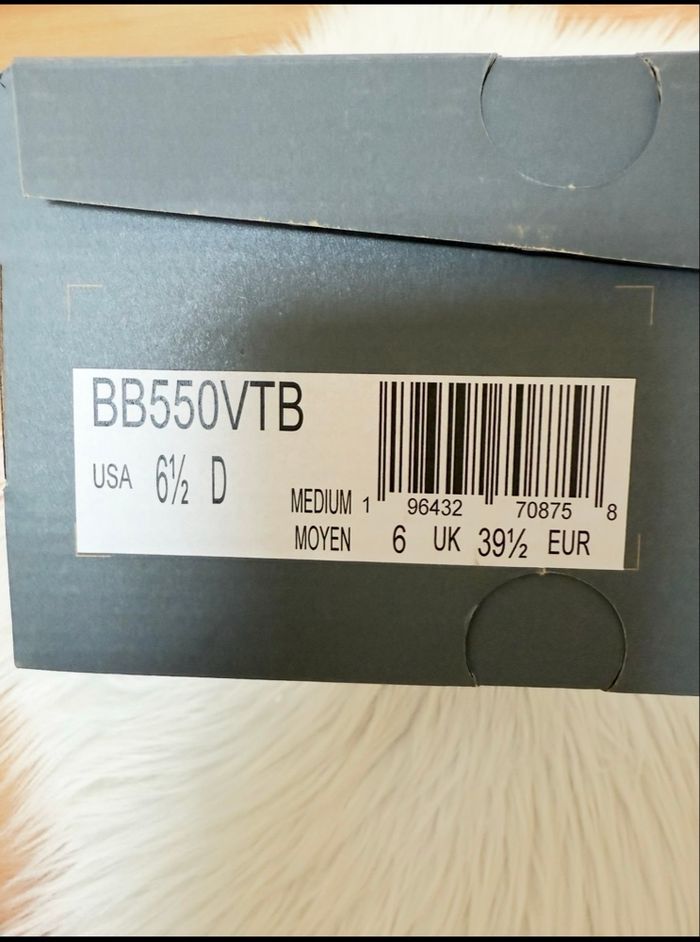 BB550VTB
USA 6½ D
1 96432 70875 8
MEDIUM
MOYEN 6 UK 39½ EUR